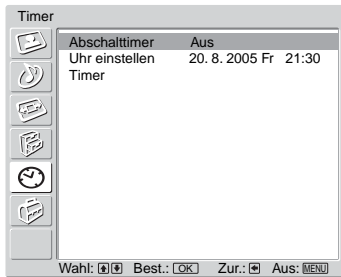 Timer
Abschalttimer Aus
Uhr einstellen 20. 8. 2005 Fr 21:30
Timer
Wahl: Best.: OK Zur.: Aus: MENU